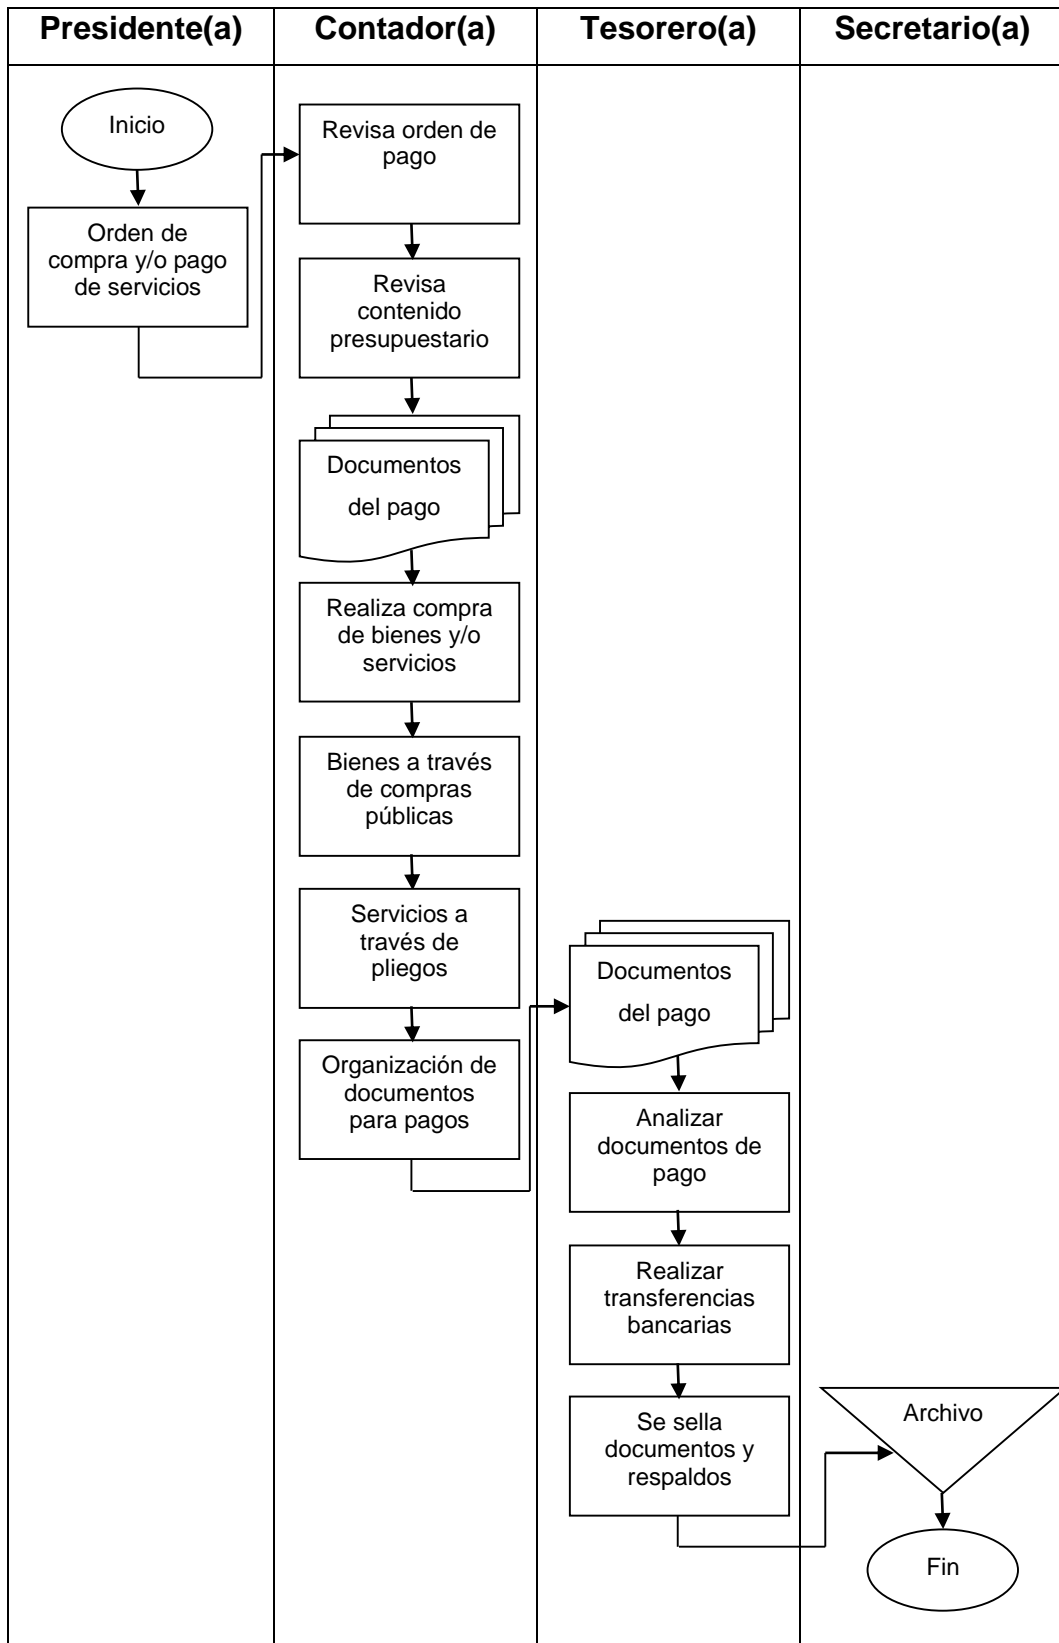 Presidente(a) Contador(a) Tesorero(a) Secretario(a)
Inicio
Orden de
compra y/o pago
de servicios
Revisa orden de
pago
Revisa
contenido
presupuestario
Documentos
del pago
Realiza compra
de bienes y/o
servicios
Bienes a través
de compras
públicas
Servicios a
través de
pliegos
Organización de
documentos
para pagos
Documentos
del pago
Analizar
documentos de
pago
Realizar
transferencias
bancarias
Se sella
documentos y
respaldos
Archivo
Fin